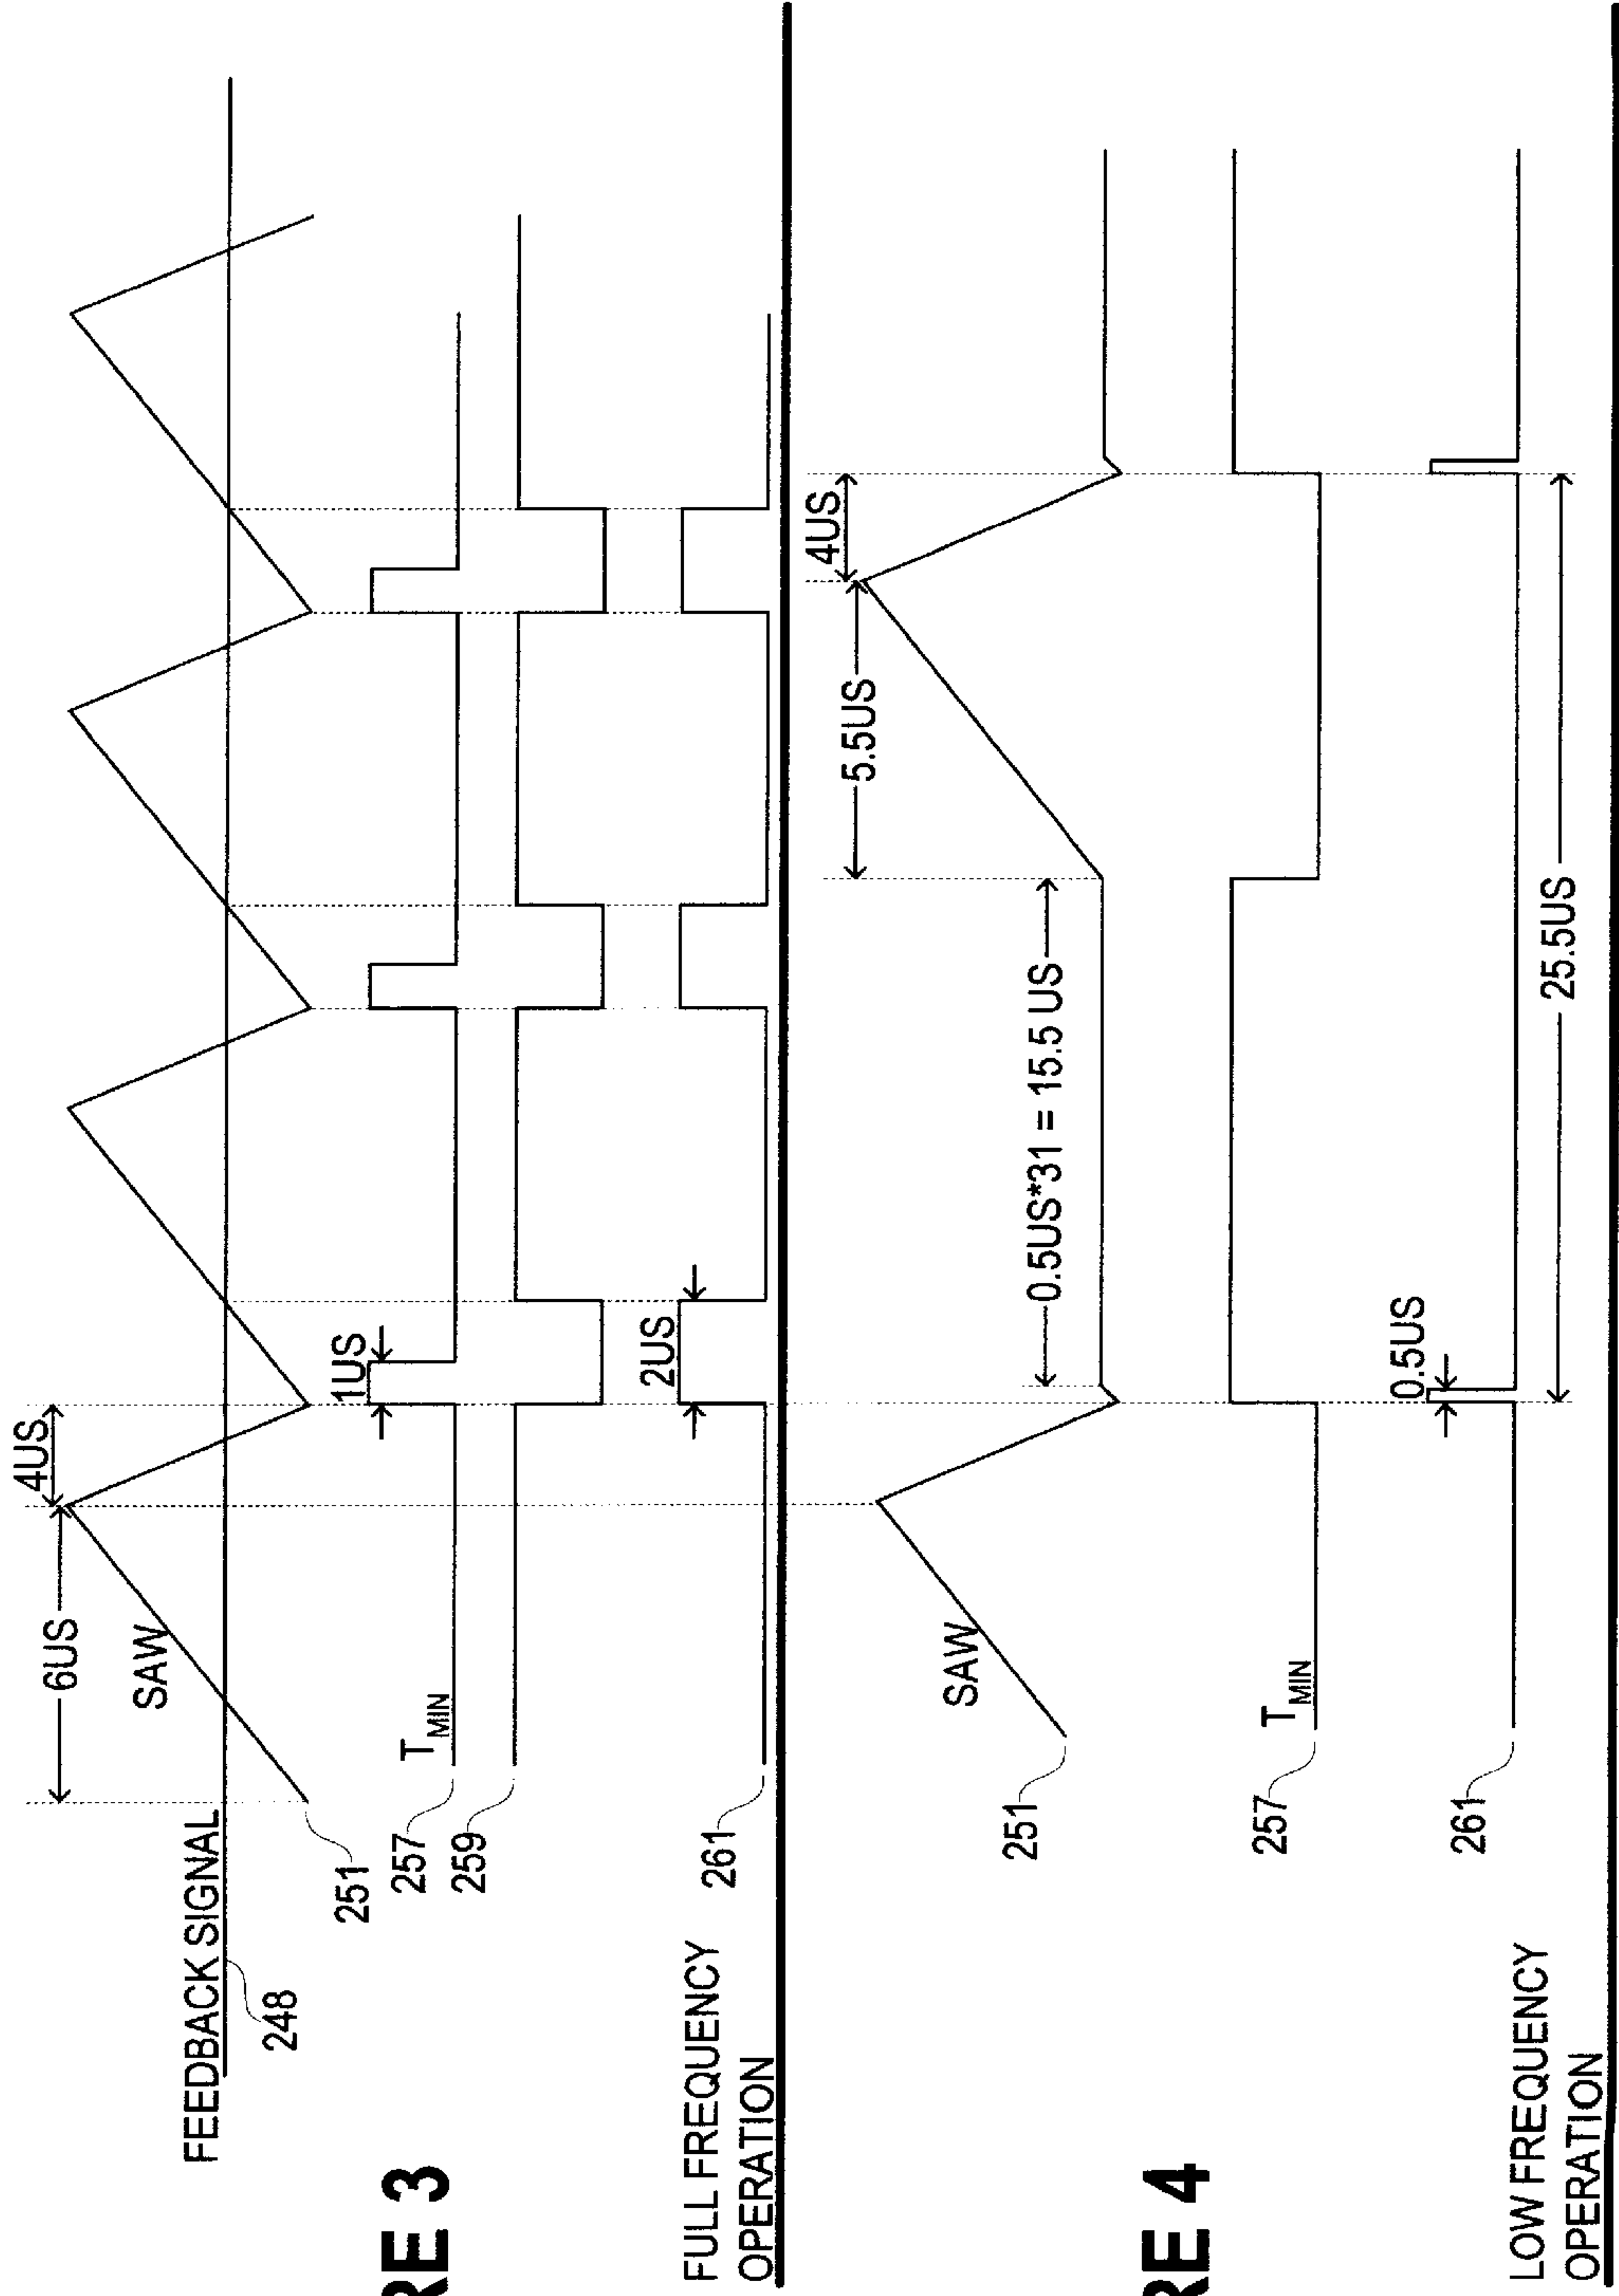 6US
4US
FEEDBACK SIGNAL
248
SAW
251
1US
257
T_MIN
259
2US
261
FULL FREQUENCY
OPERATION
RE 3
4US
5.5US
SAW
0.5US*31 = 15.5 US
251
257
T_MIN
0.5US
261
25.5US
LOW FREQUENCY
OPERATION
RE 4